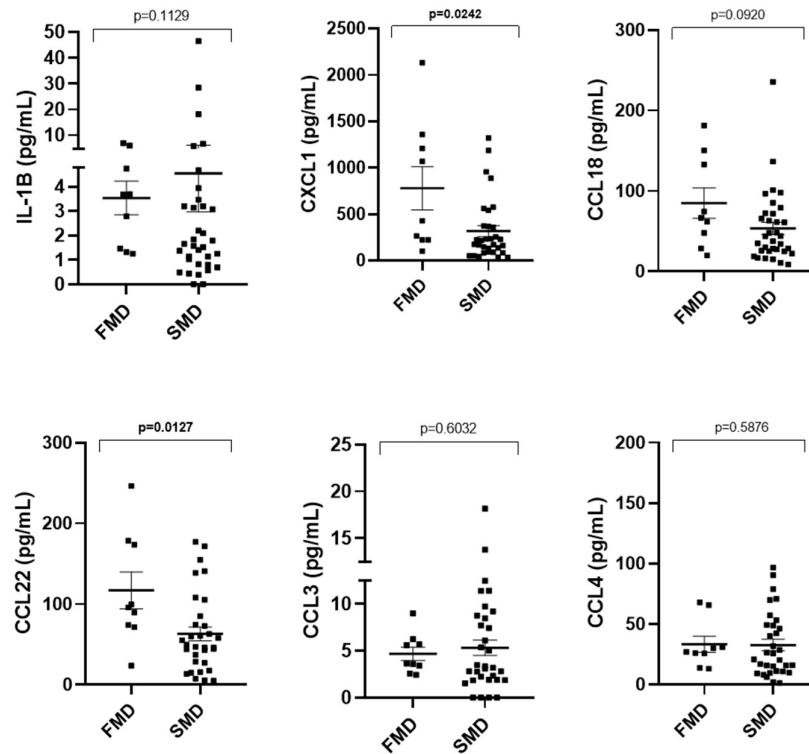 p=0.1129
IL-1B (pg/mL)
50
40
30
20
10
4
3
2
1
0
FMD
SMD
p=0.0242
CXCL1 (pg/mL)
2500
2000
1500
1000
500
0
FMD
SMD
p=0.0920
CCL18 (pg/mL)
300
200
100
0
FMD
SMD
p=0.0127
CCL22 (pg/mL)
300
200
100
0
FMD
SMD
p=0.6032
CCL3 (pg/mL)
25
20
15
10
5
0
FMD
SMD
p=0.5876
CCL4 (pg/mL)
200
150
100
50
0
FMD
SMD